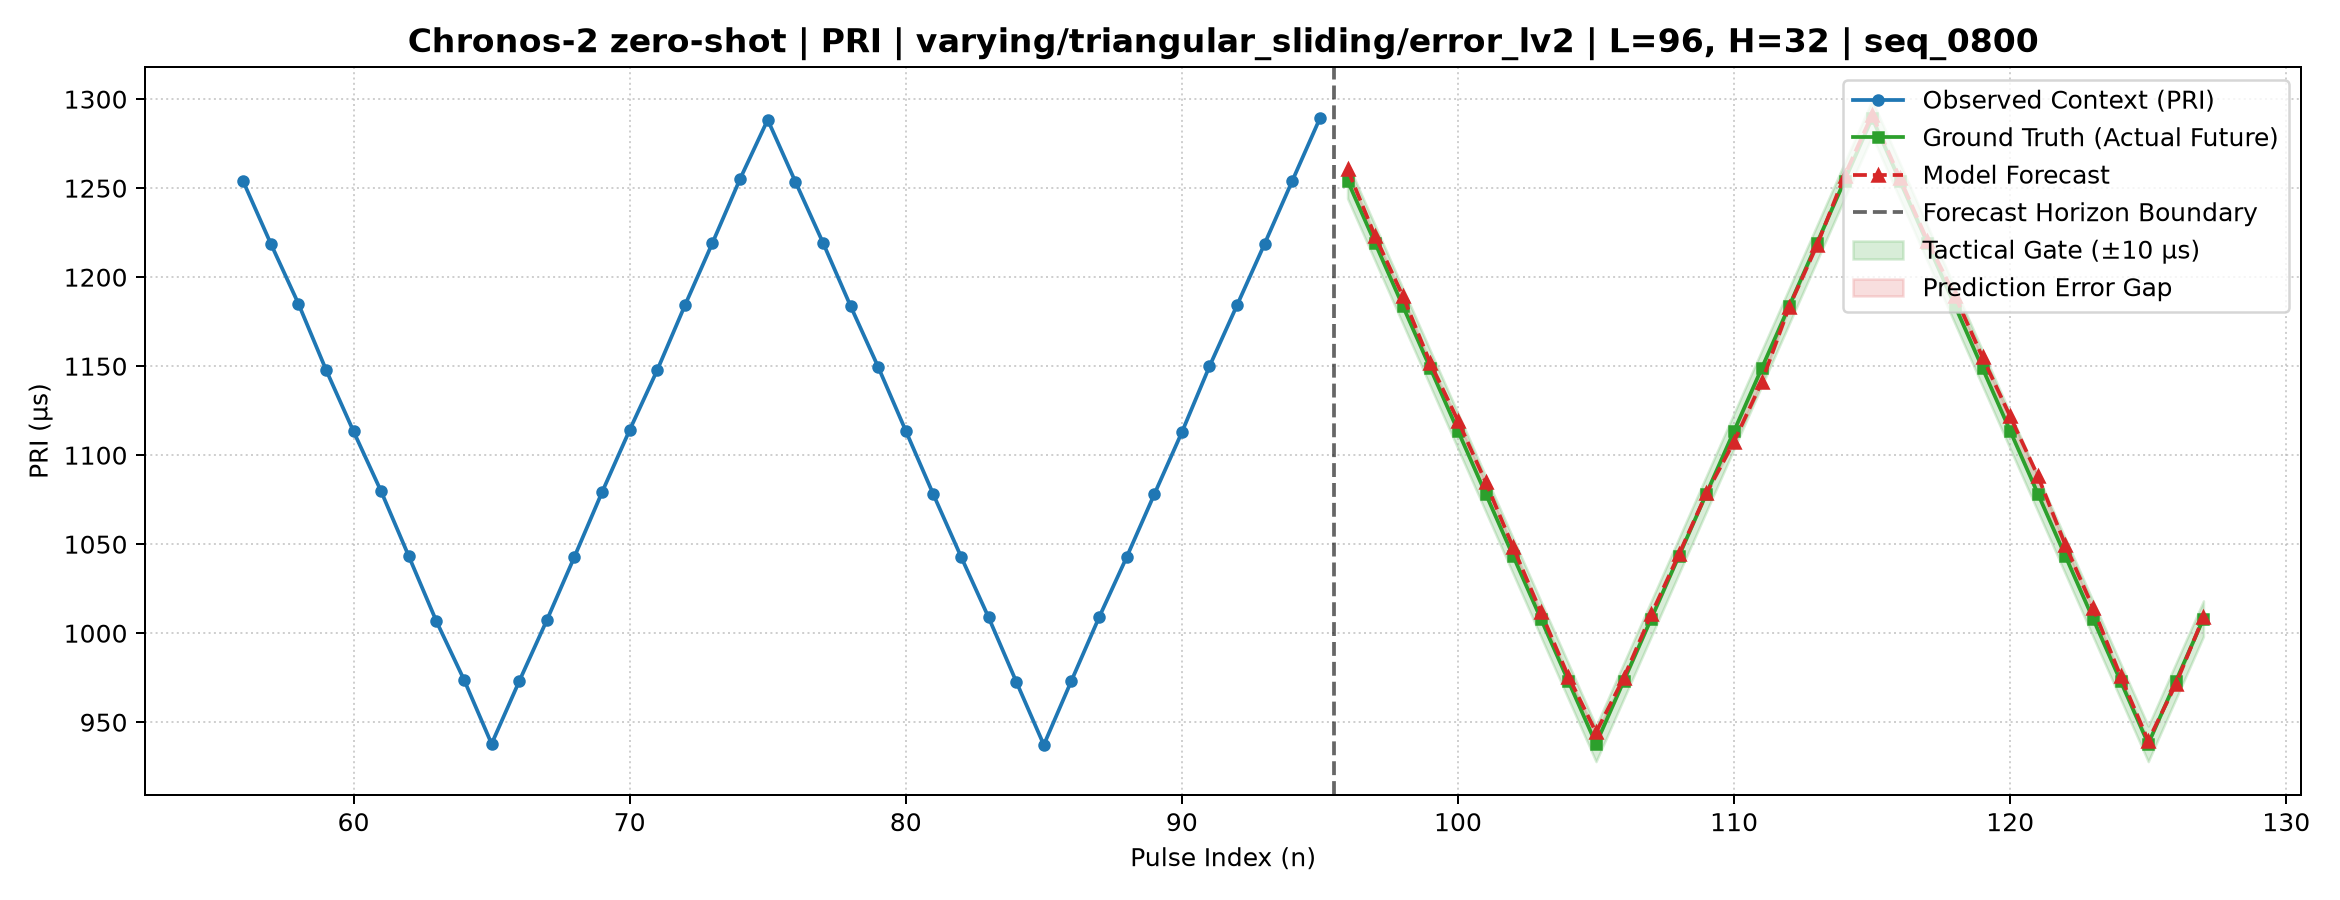 Chronos-2 zero-shot | PRI | varying/triangular_sliding/error_lv2 | L=96, H=32 | seq_0800
PRI (µs)
1300
1250
1200
1150
1100
1050
1000
950
Observed Context (PRI)
Ground Truth (Actual Future)
Model Forecast
Forecast Horizon Boundary
Tactical Gate (±10 µs)
Prediction Error Gap
60 70 80 90 100 110 120 130
Pulse Index (n)